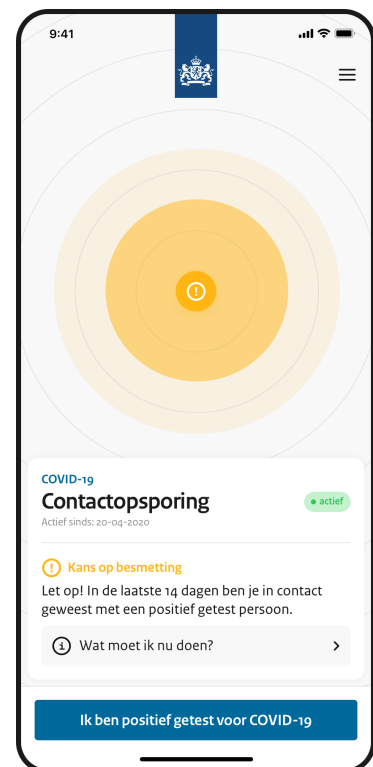 9:41
COVID-19
Contactopsporing
actief
Actief sinds: 20-04-2020
Kans op besmetting
Let op! In de laatste 14 dagen ben je in contact
geweest met een positief getest persoon.
Wat moet ik nu doen?
Ik ben positief getest voor COVID-19